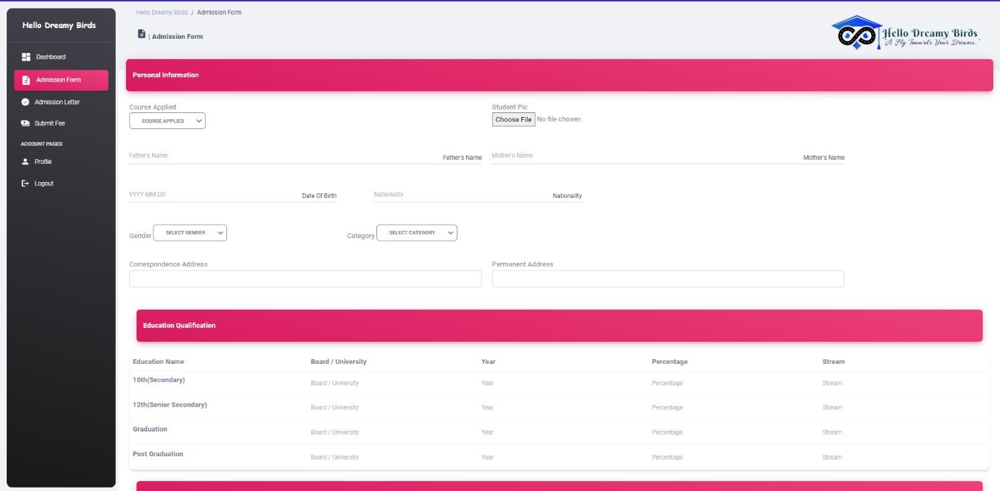 Hello Dreamy Birds
Dashboard
Admission Form
Admission Letter
Submit Fee
ACCOUNT PAGES
Profile
Logout
Hello Dreamy Birds / Admission Form
| Admission Form
Hello Dreamy Birds
"A Fly Towards Your Dreams.."
Personal Information
Course Applied
COURSE APPLIED
Student Pic
Choose File No file chosen
Father's Name Father's Name
Mother's Name Mother's Name
YYYY-MM-DD Date Of Birth
Nationality Nationality
Gender SELECT GENDER
Category SELECT CATEGORY
Correspondence Address
Permanent Address
Education Qualification
Education Name Board / University Year Percentage Stream
10th(Secondary) Board / University Year Percentage Stream
12th(Senior Secondary) Board / University Year Percentage Stream
Graduation Board / University Year Percentage Stream
Post Graduation Board / University Year Percentage Stream